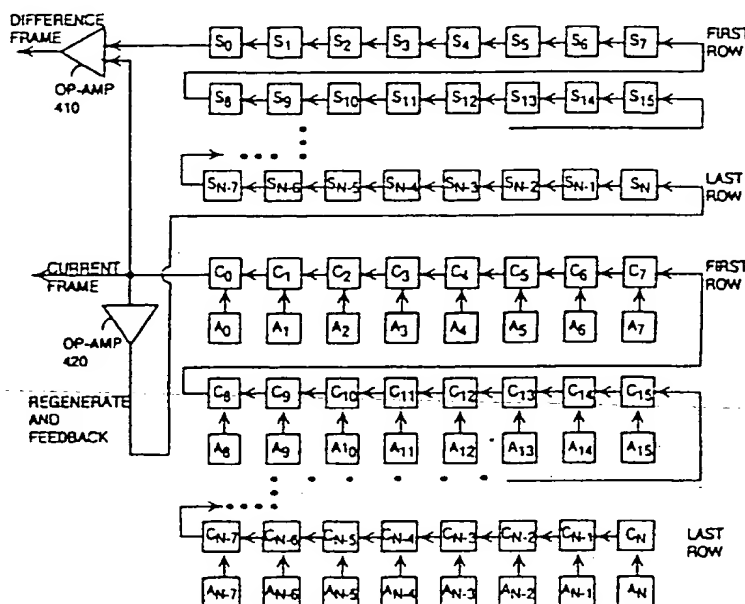 DIFFERENCE
FRAME
OP-AMP
410
S0 S1 S2 S3 S4 S5 S6 S7
FIRST
ROW
S8 S9 S10 S11 S12 S13 S14 S15
SN-7 SN-6 SN-5 SN-4 SN-3 SN-2 SN-1 SN
LAST
ROW
CURRENT
FRAME
C0 C1 C2 C3 C4 C5 C6 C7
FIRST
ROW
A0 A1 A2 A3 A4 A5 A6 A7
OP-AMP
420
REGENERATE
AND
FEEDBACK
C8 C9 C10 C11 C12 C13 C14 C15
A8 A9 A10 A11 A12 A13 A14 A15
CN-7 CN-6 CN-5 CN-4 CN-3 CN-2 CN-1 CN
LAST
ROW
AN-7 AN-6 AN-5 AN-4 AN-3 AN-2 AN-1 AN